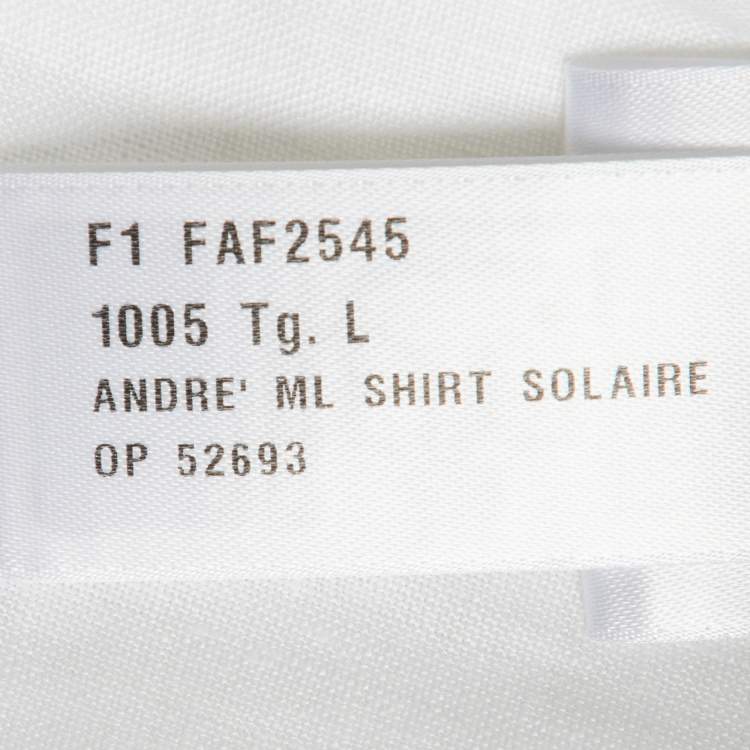 F1 FAF2545
1005 Tg. L
ANDRE' ML SHIRT SOLAIRE
OP 52693